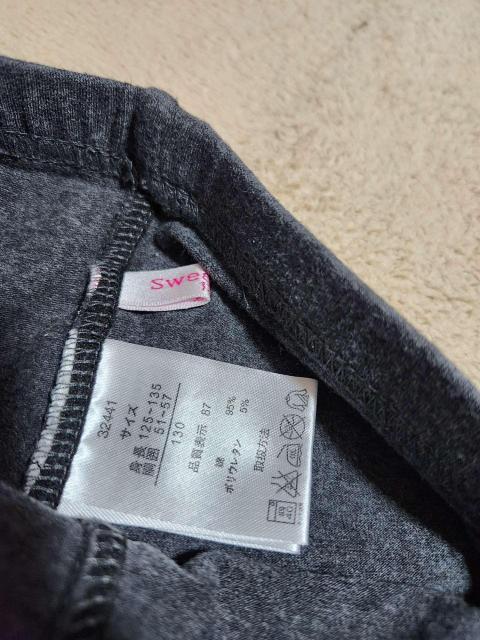 Swe
32441
サイズ
身長 125~135
胴囲 51~57
130
品質表示 87
綿 95%
ポリウレタン 5%
取扱方法
40